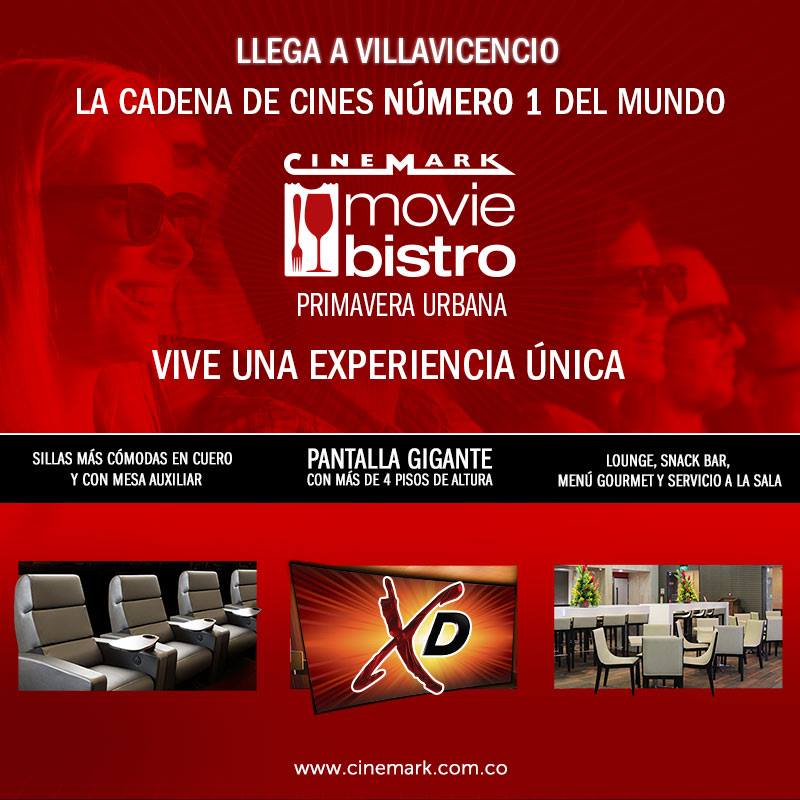 LLEGA A VILLAVICENCIO
LA CADENA DE CINES NÚMERO 1 DEL MUNDO
CINEMARK
movie
bistro
PRIMAVERA URBANA
VIVE UNA EXPERIENCIA ÚNICA
SILLAS MÁS CÓMODAS EN CUERO
Y CON MESA AUXILIAR
PANTALLA GIGANTE
CON MÁS DE 4 PISOS DE ALTURA
LOUNGE, SNACK BAR,
MENÚ GOURMET Y SERVICIO A LA SALA
XD
www.cinemark.com.co